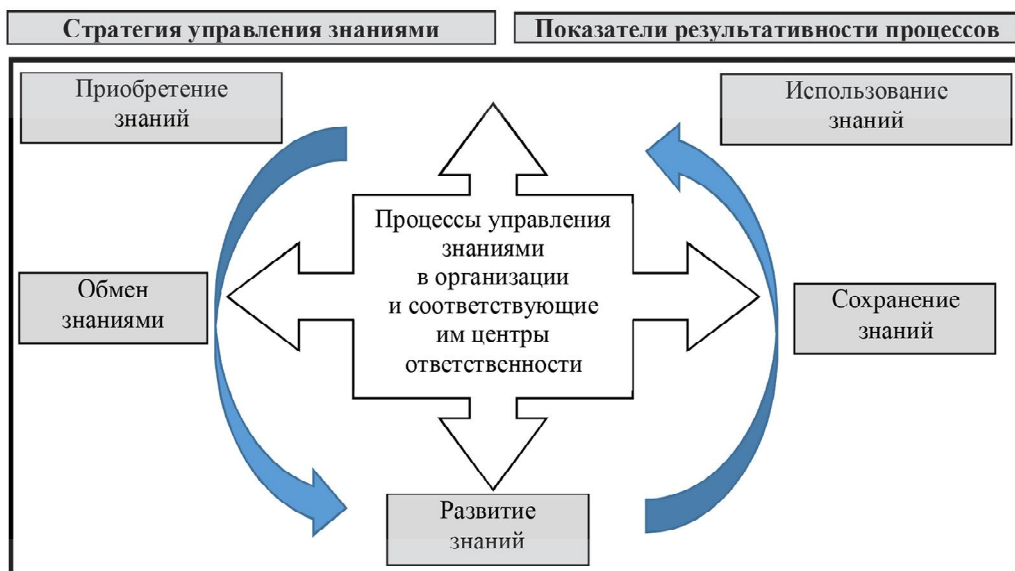 Стратегия управления знаниями
Показатели результативности процессов
Приобретение
знаний
Использование
знаний
Процессы управления
знаниями
в организации
и соответствующие
им центры
ответственности
Обмен
знаниями
Сохранение
знаний
Развитие
знаний